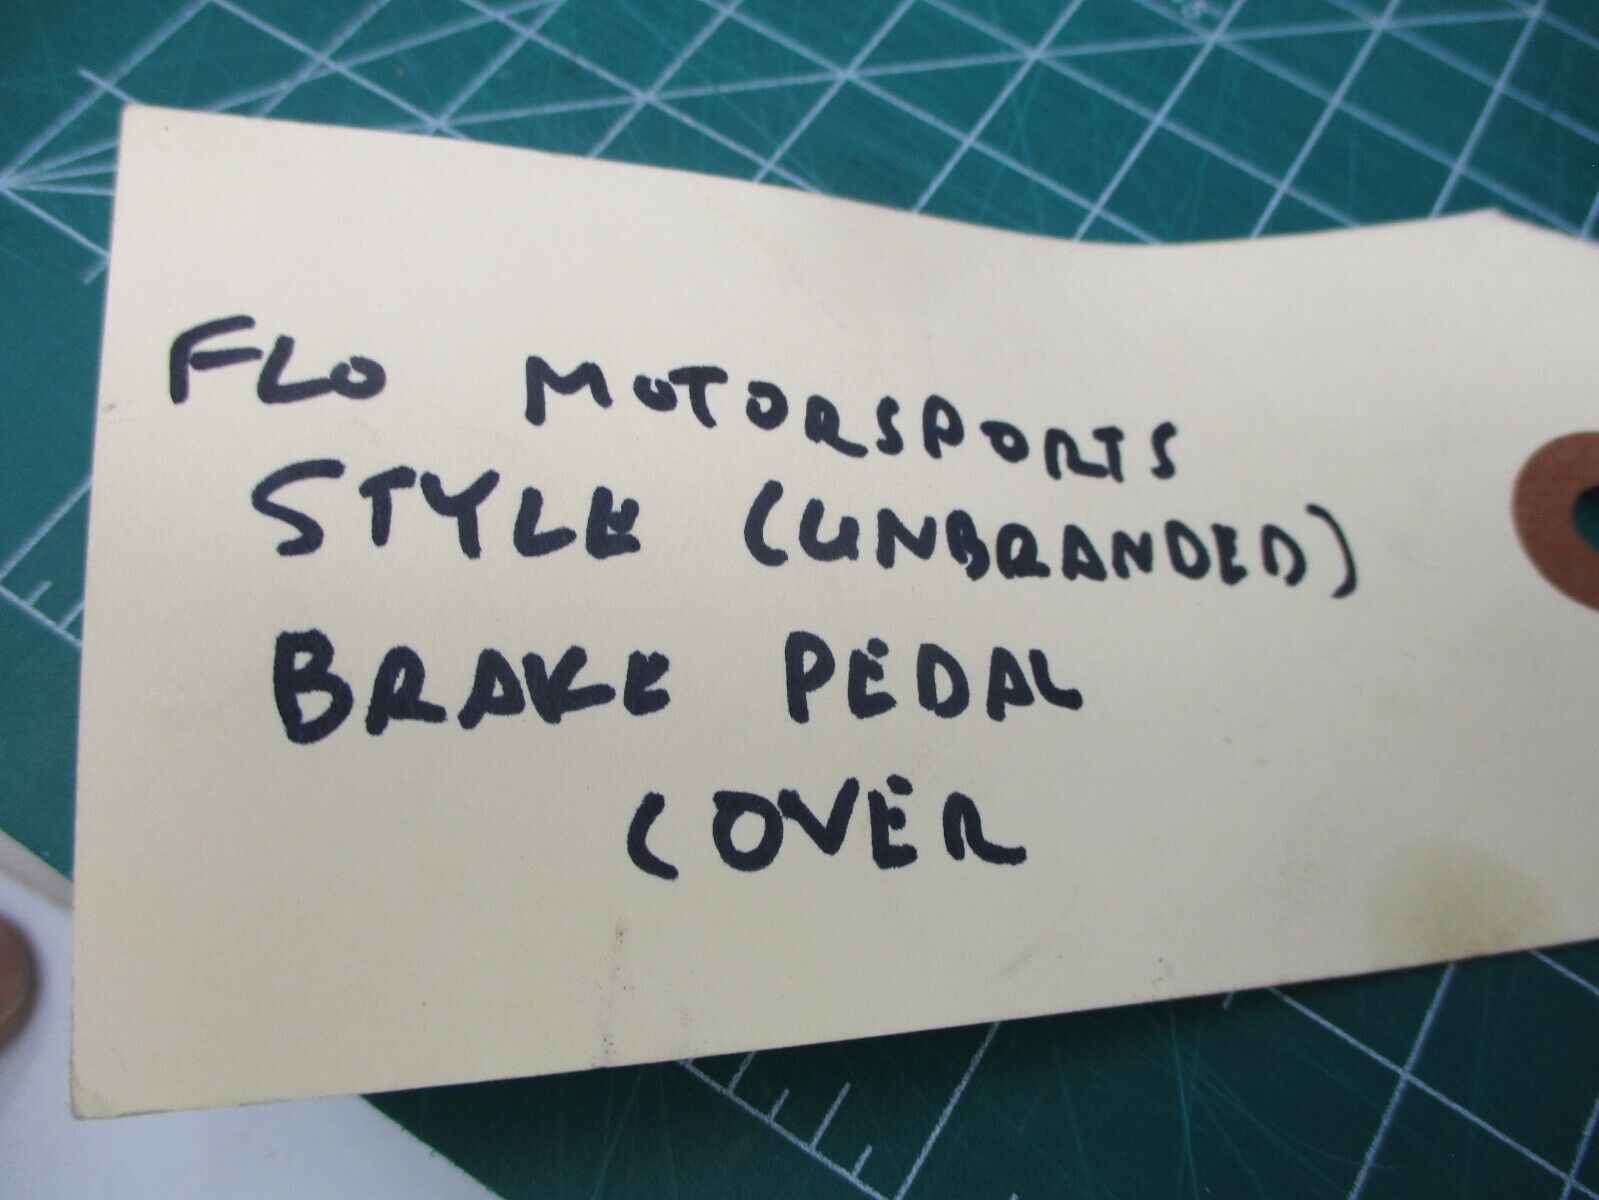 FLO MOTORSPORTS
STYLE (UNBRANDED)
BRAKE PEDAL
COVER